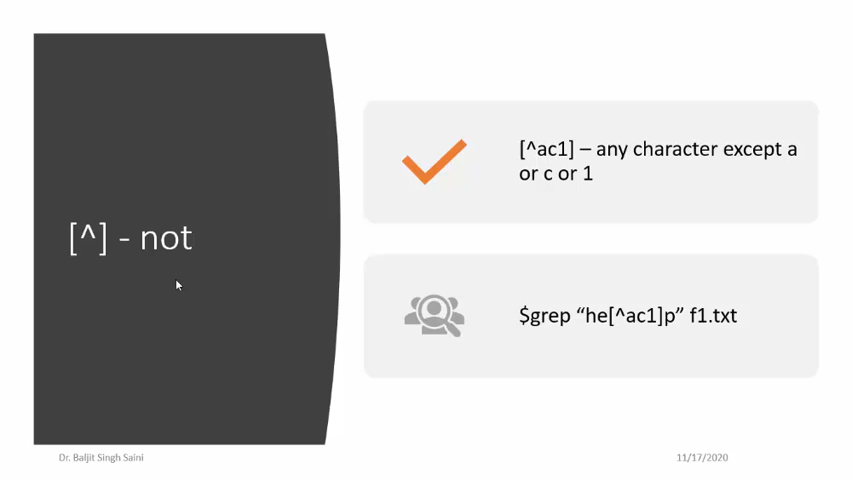 [^] - not
[^ac1] – any character except a
or c or 1
$grep “he[^ac1]p” f1.txt
Dr. Baljit Singh Saini
11/17/2020